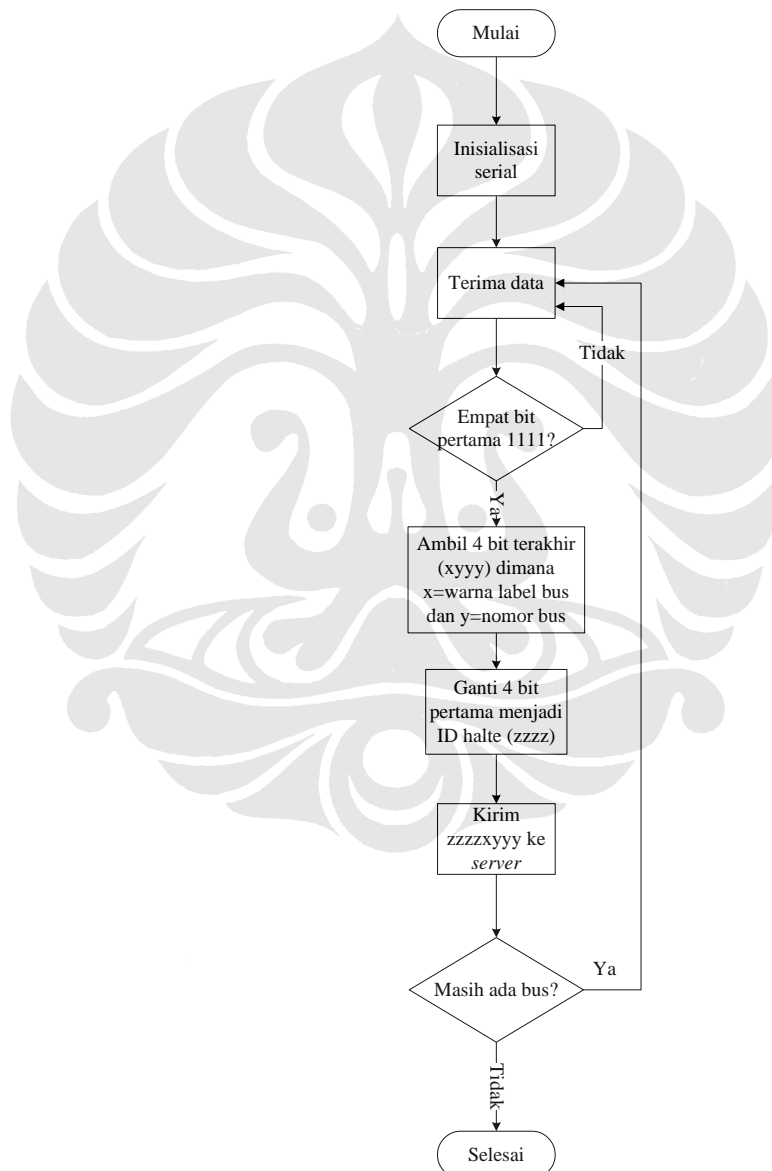 Mulai
Inisialisasi
serial
Terima data
Tidak
Empat bit
pertama 1111?
Ya
Ambil 4 bit terakhir
(xyyy) dimana
x=warna label bus
dan y=nomor bus
Ganti 4 bit
pertama menjadi
ID halte (zzzz)
Kirim
zzzzxyyy ke
server
Masih ada bus?
Ya
Tidak
Selesai